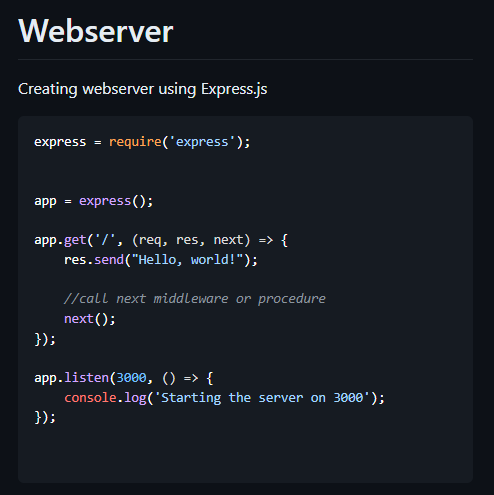 Webserver
Creating webserver using Express.js
express = require('express');
app = express();
app.get('/', (req, res, next) => {
    res.send("Hello, world!");
    //call next middleware or procedure
    next();
});
app.listen(3000, () => {
    console.log('Starting the server on 3000');
});